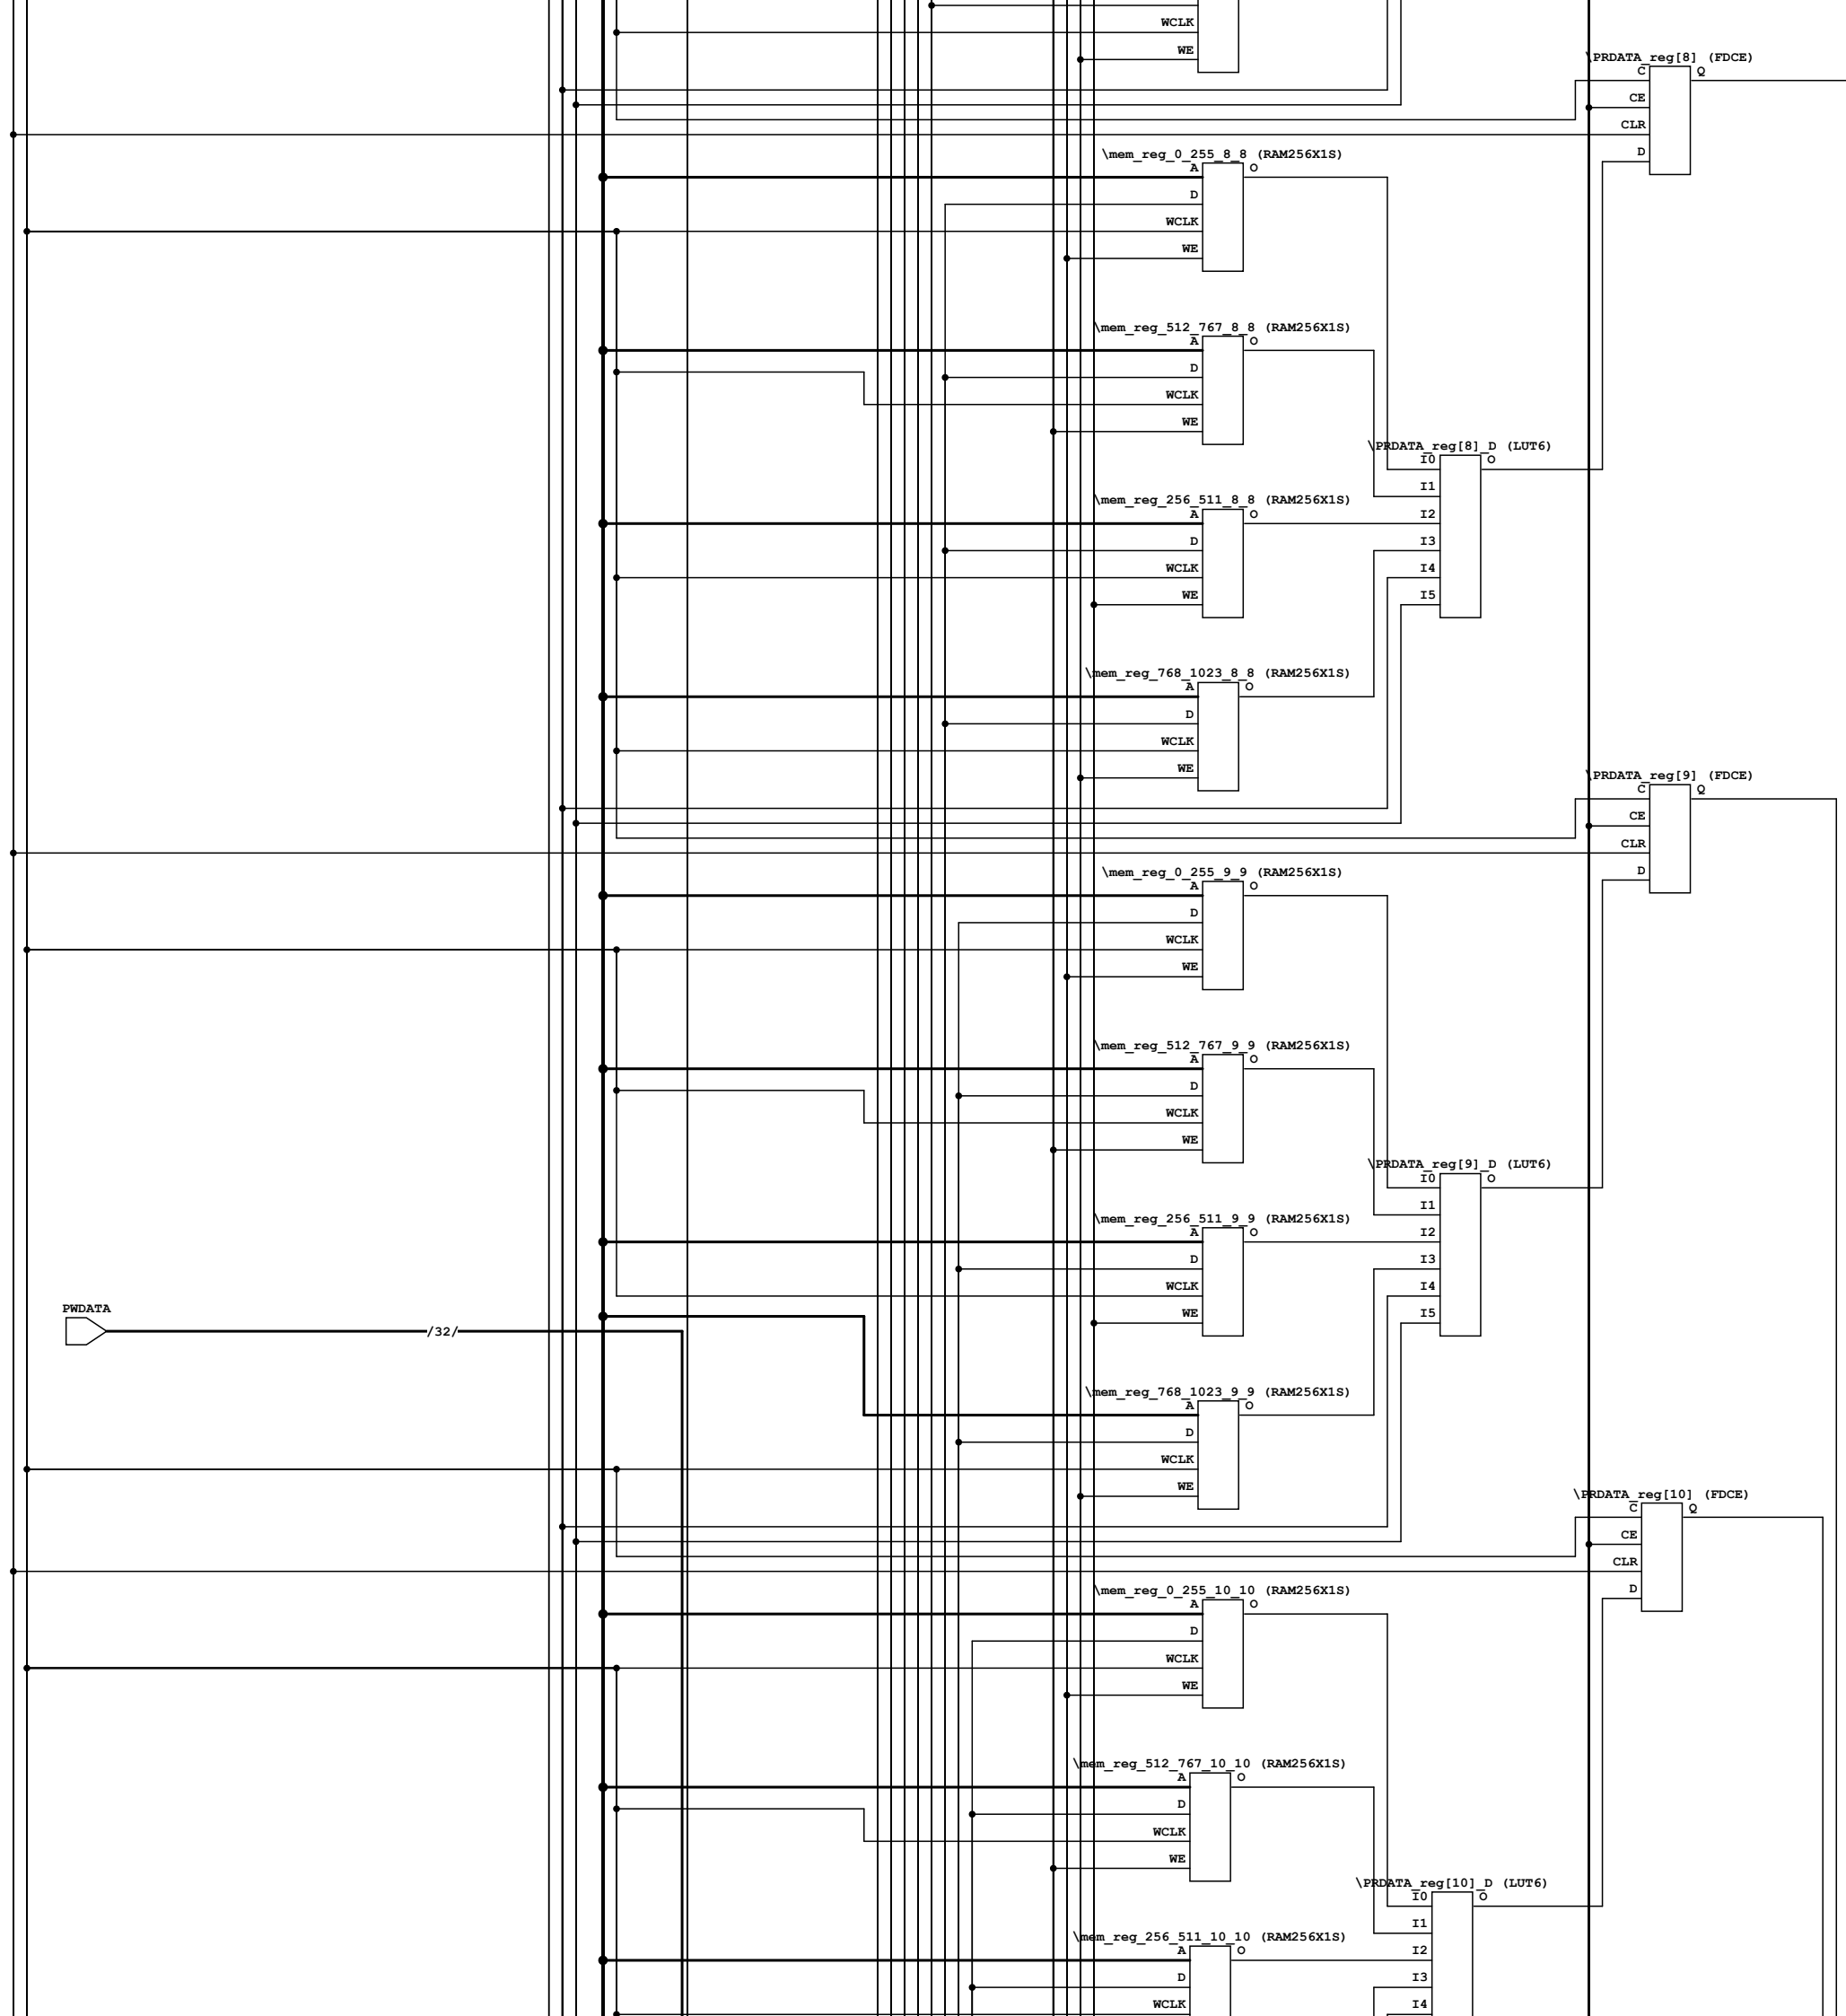 WCLK
WE
\PRDATA_reg[8] (FDCE)
C
Q
CE
CLR
D
\mem_reg_0_255_8_8 (RAM256X1S)
A
O
D
WCLK
WE
\mem_reg_512_767_8_8 (RAM256X1S)
A
O
D
WCLK
WE
\PRDATA_reg[8]_D (LUT6)
I0
O
I1
I2
I3
I4
I5
\mem_reg_256_511_8_8 (RAM256X1S)
A
O
D
WCLK
WE
\mem_reg_768_1023_8_8 (RAM256X1S)
A
O
D
WCLK
WE
\PRDATA_reg[9] (FDCE)
C
Q
CE
CLR
D
\mem_reg_0_255_9_9 (RAM256X1S)
A
O
D
WCLK
WE
\mem_reg_512_767_9_9 (RAM256X1S)
A
O
D
WCLK
WE
\PRDATA_reg[9]_D (LUT6)
I0
O
I1
I2
I3
I4
I5
\mem_reg_256_511_9_9 (RAM256X1S)
A
O
D
WCLK
WE
PWDATA
/32/
\mem_reg_768_1023_9_9 (RAM256X1S)
A
O
D
WCLK
WE
\PRDATA_reg[10] (FDCE)
C
Q
CE
CLR
D
\mem_reg_0_255_10_10 (RAM256X1S)
A
O
D
WCLK
WE
\mem_reg_512_767_10_10 (RAM256X1S)
A
O
D
WCLK
WE
\PRDATA_reg[10]_D (LUT6)
I0
O
I1
I2
I3
I4
\mem_reg_256_511_10_10 (RAM256X1S)
A
O
D
WCLK